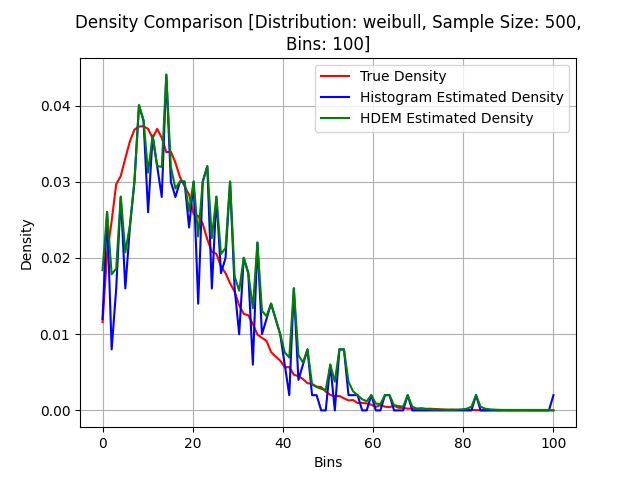 Density Comparison [Distribution: weibull, Sample Size: 500,
Bins: 100]
True Density
Histogram Estimated Density
HDEM Estimated Density
Density
0.04
0.03
0.02
0.01
0.00
0 20 40 60 80 100
Bins